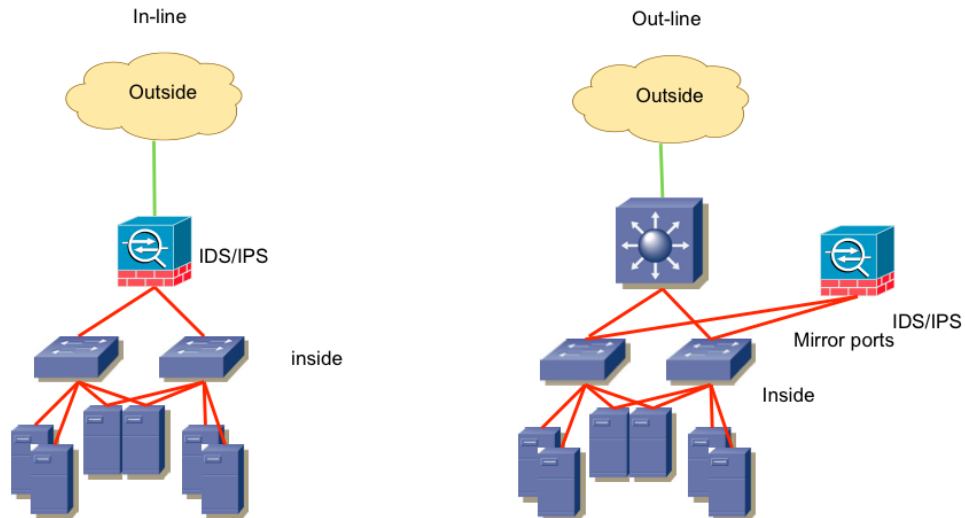 In-line
Outside
IDS/IPS
inside
Out-line
Outside
IDS/IPS
Mirror ports
Inside